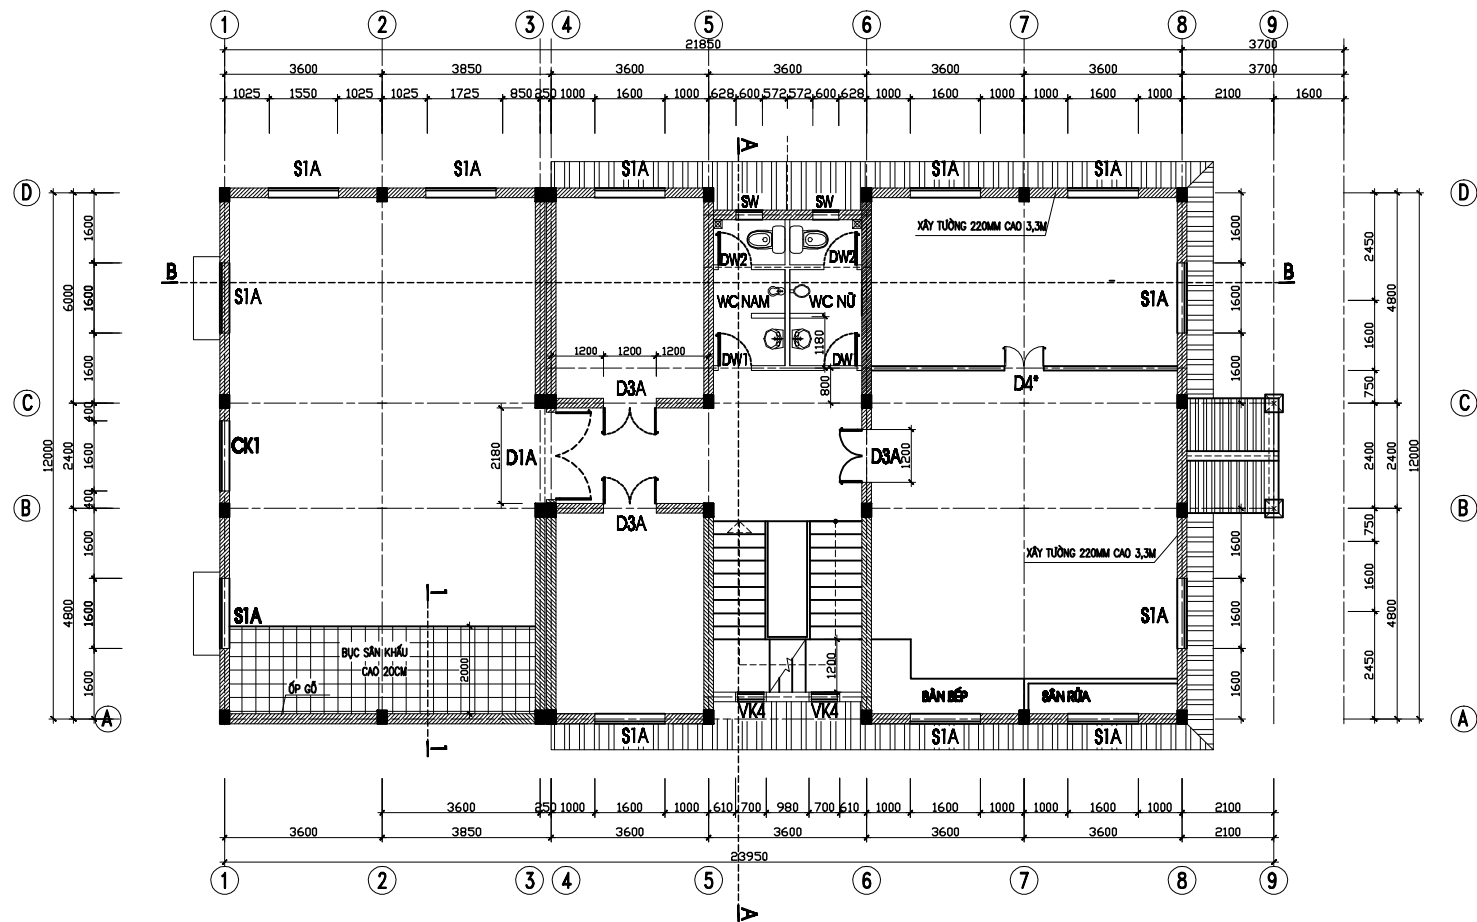 1 2 3 4 5 6 7 8 9
21850 3700
3600 3850 3600 3600 3600 3600 3700
1025 1550 1025 1025 1725 850 250 1000 1600 1000 628 600 572 572 600 628 1000 1600 1000 1000 1600 1000 2100 1600
A
S1A S1A S1A S1A S1A
D D
SW SW
XÂY TƯỜNG 220MM CAO 3,3M
1600 1600 2450
DW2 DW2
B B
6000 1600 S1A WC NAM WC NỮ S1A 1600 4800
1180 1600
1200 1200 1200 DW1 DW1
1600 800 1600 750
D3A D4*
C C
400
CK1
12000 2400 1600 2180 D1A D3A 1200 2400 2400 12000
400
B B
D3A
1600 1600 750
XÂY TƯỜNG 220MM CAO 3,3M
1
4800 1600 S1A S1A 1600 1600 4800
BỤC SÂN KHẤU
CAO 20CM
2000 1200
1600 ỐP GỖ BÀN BẾP SÂN RỬA 1600 2450
VK4 VK4
A A
S1A S1A S1A
1
3600 250 1000 1600 1000 610 700 980 700 610 1000 1600 1000 1000 1600 1000 2100
3600 3850 3600 3600 3600 3600 2100
23950
1 2 3 4 5 6 7 8 9
A